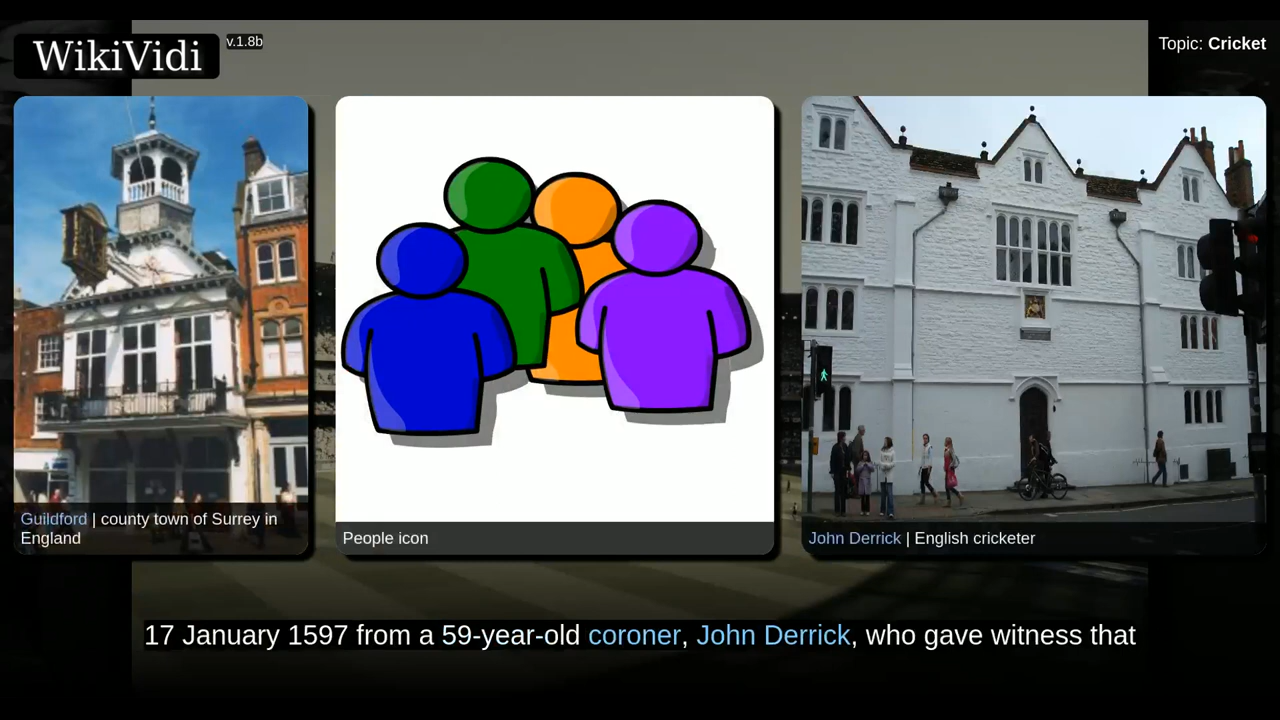 WikiVidi
v.1.8b
Topic: Cricket
Guildford | county town of Surrey in
England
People icon
John Derrick | English cricketer
17 January 1597 from a 59-year-old coroner, John Derrick, who gave witness that